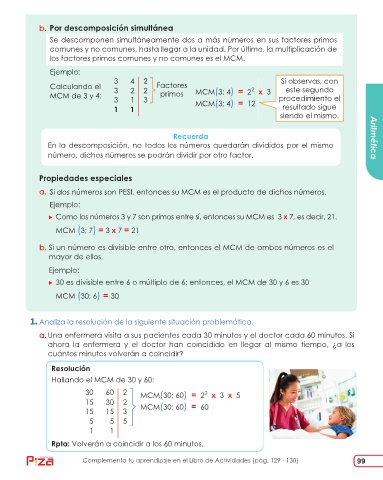 b. Por descomposición simultánea
Se descomponen simultáneamente dos a más números en sus factores primos
comunes y no comunes, hasta llegar a la unidad. Por último, la multiplicación de
los factores primos comunes y no comunes es el MCM.
Ejemplo:
Calculando el
MCM de 3 y 4:
3 4 2
3 2 2
3 1 3
1 1
Factores
primos
MCM(3; 4) = 2² x 3
MCM(3; 4) = 12
Si observas, con
este segundo
procedimiento el
resultado sigue
siendo el mismo.
Aritmética
Recuerda
En la descomposición, no todos los números quedarán divididos por el mismo
número, dichos números se podrán dividir por otro factor.
Propiedades especiales
a. Si dos números son PESI, entonces su MCM es el producto de dichos números.
Ejemplo:
Como los números 3 y 7 son primos entre sí, entonces su MCM es 3 x 7, es decir, 21.
MCM (3; 7) = 3 x 7 = 21
b. Si un número es divisible entre otro, entonces el MCM de ambos números es el
mayor de ellos.
Ejemplo:
30 es divisible entre 6 o múltiplo de 6; entonces, el MCM de 30 y 6 es 30
MCM (30; 6) = 30
1. Analiza la resolución de la siguiente situación problemática.
a. Una enfermera visita a sus pacientes cada 30 minutos y el doctor cada 60 minutos. Si
ahora la enfermera y el doctor han coincidido en llegar al mismo tiempo, ¿a los
cuántos minutos volverán a coincidir?
Resolución
Hallando el MCM de 30 y 60:
30 60 2
15 30 2
15 15 3
5 5 5
1 1
MCM(30; 60) = 2² x 3 x 5
MCM(30; 60) = 60
Rpta: Volverán a coincidir a los 60 minutos.
Pizza
Complementa tu aprendizaje en el Libro de Actividades (pág. 129 - 130)
99